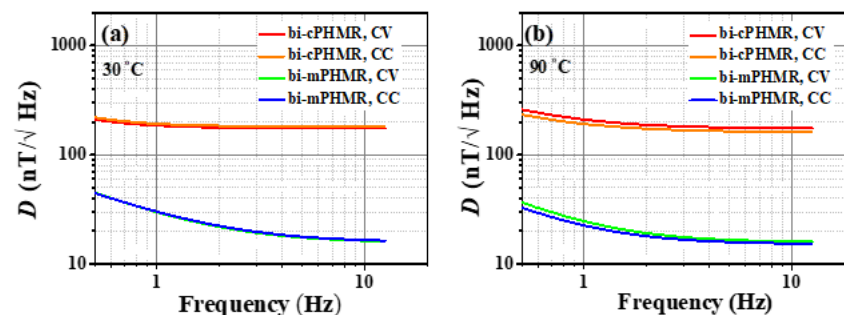 (a)
30 °C
bi-cPHMR, CV
bi-cPHMR, CC
bi-mPHMR, CV
bi-mPHMR, CC
1000
100
10
D (nT/√ Hz)
1
10
Frequency (Hz)
(b)
90 °C
bi-cPHMR, CV
bi-cPHMR, CC
bi-mPHMR, CV
bi-mPHMR, CC
1000
100
10
D (nT/√ Hz)
1
10
Frequency (Hz)